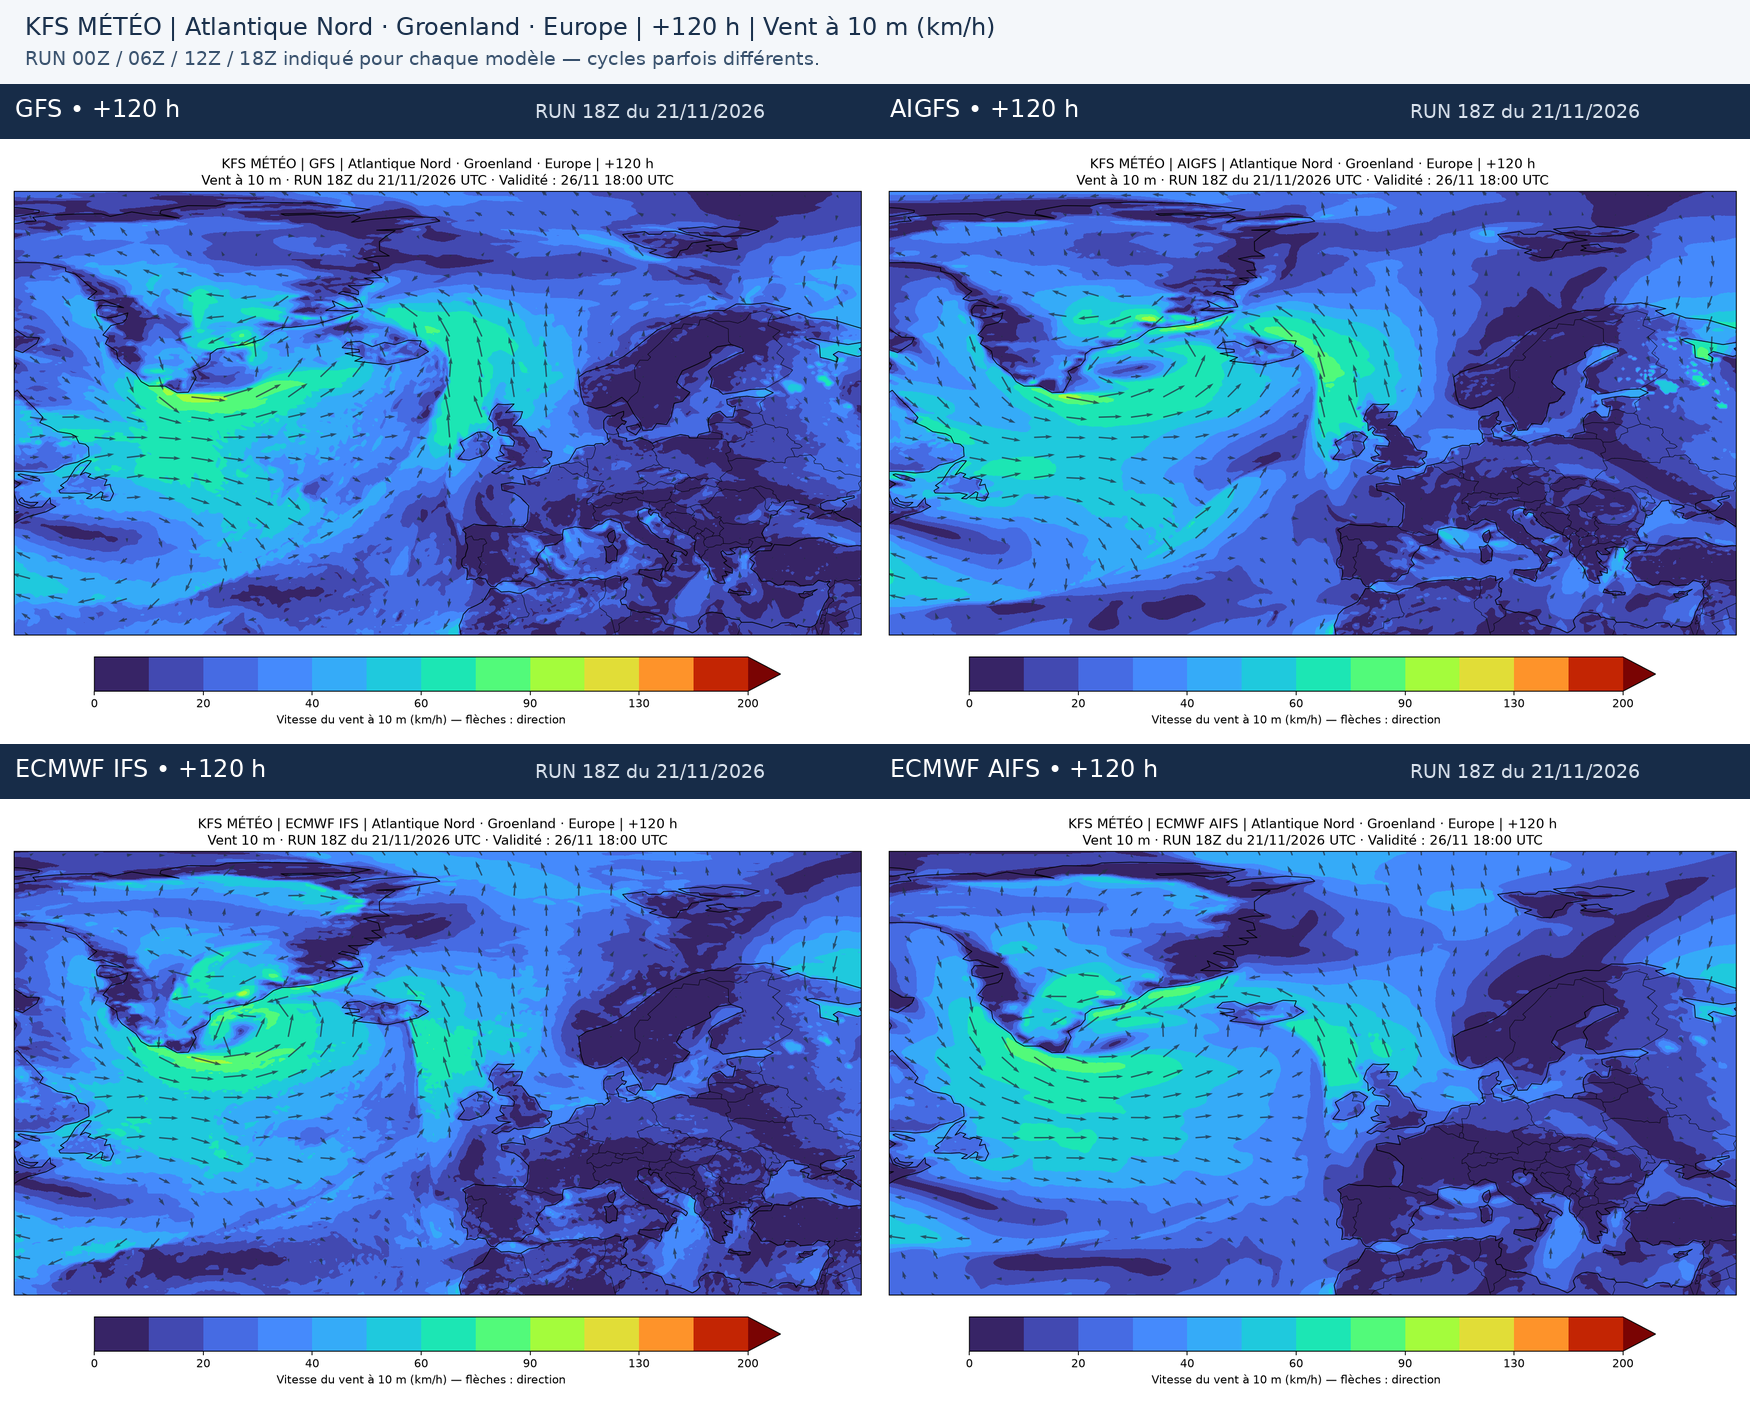 KFS MÉTÉO | Atlantique Nord · Groenland · Europe | +120 h | Vent à 10 m (km/h)
RUN 00Z / 06Z / 12Z / 18Z indiqué pour chaque modèle — cycles parfois différents.
GFS • +120 h
RUN 18Z du 21/11/2026
KFS MÉTÉO | GFS | Atlantique Nord · Groenland · Europe | +120 h
Vent à 10 m · RUN 18Z du 21/11/2026 UTC · Validité : 26/11 18:00 UTC
0 20 40 60 90 130 200
Vitesse du vent à 10 m (km/h) — flèches : direction
AIGFS • +120 h
RUN 18Z du 21/11/2026
KFS MÉTÉO | AIGFS | Atlantique Nord · Groenland · Europe | +120 h
Vent à 10 m · RUN 18Z du 21/11/2026 UTC · Validité : 26/11 18:00 UTC
0 20 40 60 90 130 200
Vitesse du vent à 10 m (km/h) — flèches : direction
ECMWF IFS • +120 h
RUN 18Z du 21/11/2026
KFS MÉTÉO | ECMWF IFS | Atlantique Nord · Groenland · Europe | +120 h
Vent 10 m · RUN 18Z du 21/11/2026 UTC · Validité : 26/11 18:00 UTC
0 20 40 60 90 130 200
Vitesse du vent à 10 m (km/h) — flèches : direction
ECMWF AIFS • +120 h
RUN 18Z du 21/11/2026
KFS MÉTÉO | ECMWF AIFS | Atlantique Nord · Groenland · Europe | +120 h
Vent 10 m · RUN 18Z du 21/11/2026 UTC · Validité : 26/11 18:00 UTC
0 20 40 60 90 130 200
Vitesse du vent à 10 m (km/h) — flèches : direction